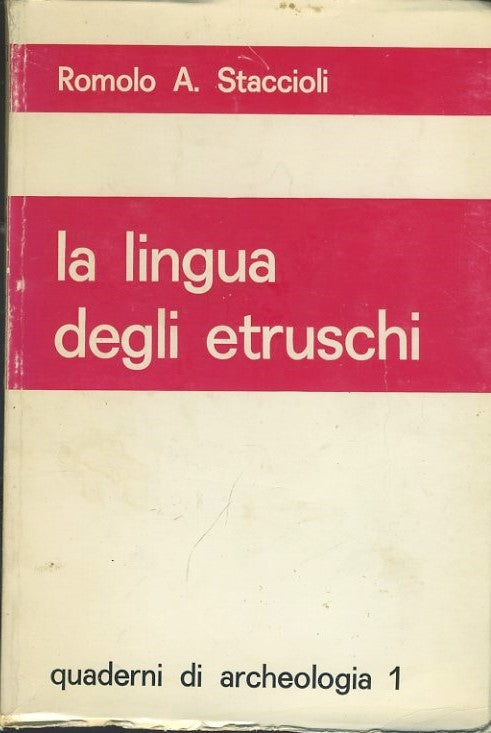 Romolo A. Staccioli
la lingua
degli etruschi
quaderni di archeologia 1